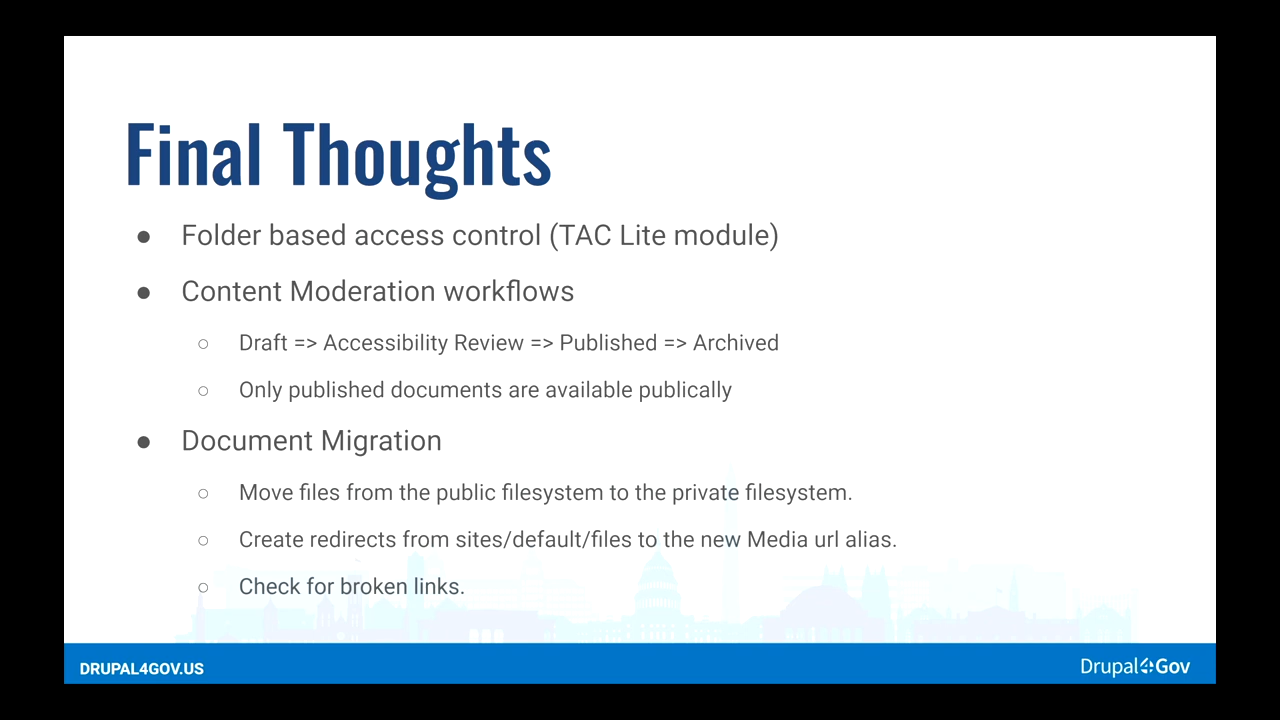 Final Thoughts
● Folder based access control (TAC Lite module)
● Content Moderation workflows
○ Draft => Accessibility Review => Published => Archived
○ Only published documents are available publically
● Document Migration
○ Move files from the public filesystem to the private filesystem.
○ Create redirects from sites/default/files to the new Media url alias.
○ Check for broken links.
DRUPAL4GOV.US
Drupal4Gov